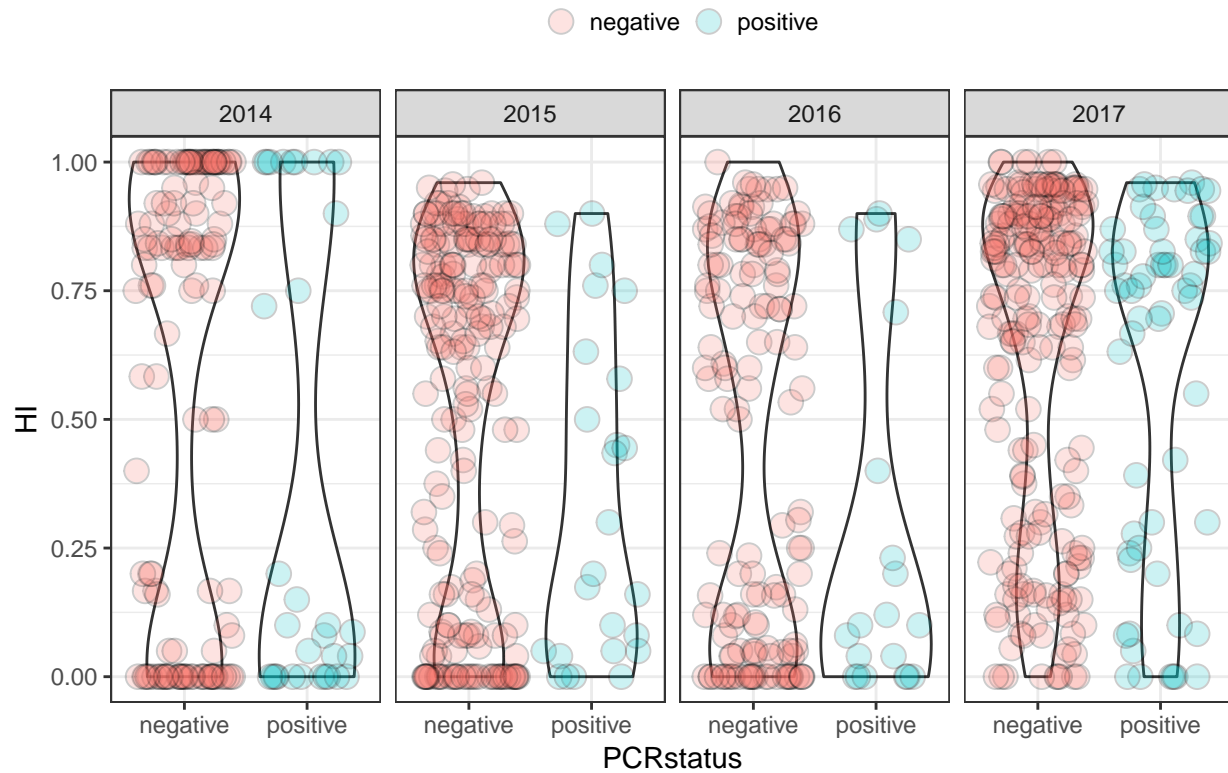 negative positive
2014 2015 2016 2017
1.00
0.75
0.50
0.25
0.00
HI
negative positive negative positive negative positive negative positive
PCRstatus